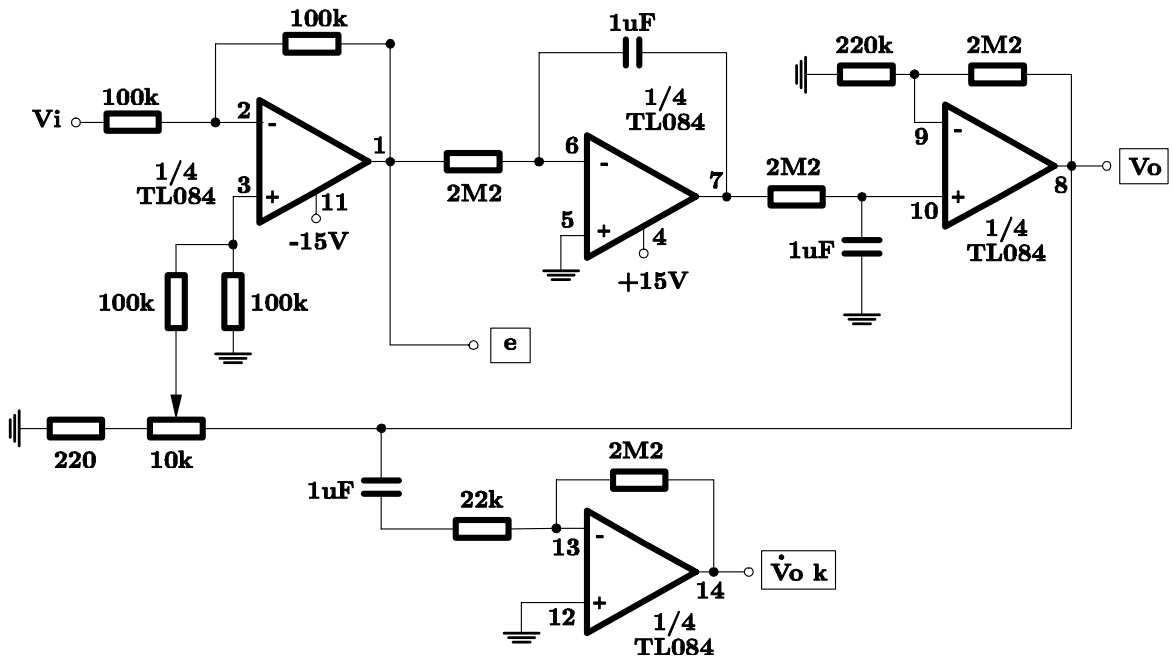 100k
1uF
220k
2M2
Vi
100k
2
-
1/4
TL084
9
-
1
6
-
1/4
TL084
3
+
2M2
7
2M2
8
Vo
11
-15V
5
+
4
+15V
10
+
1/4
TL084
1uF
100k
100k
e
220
10k
2M2
1uF
22k
13
-
14
V̇o k
12
+
1/4
TL084